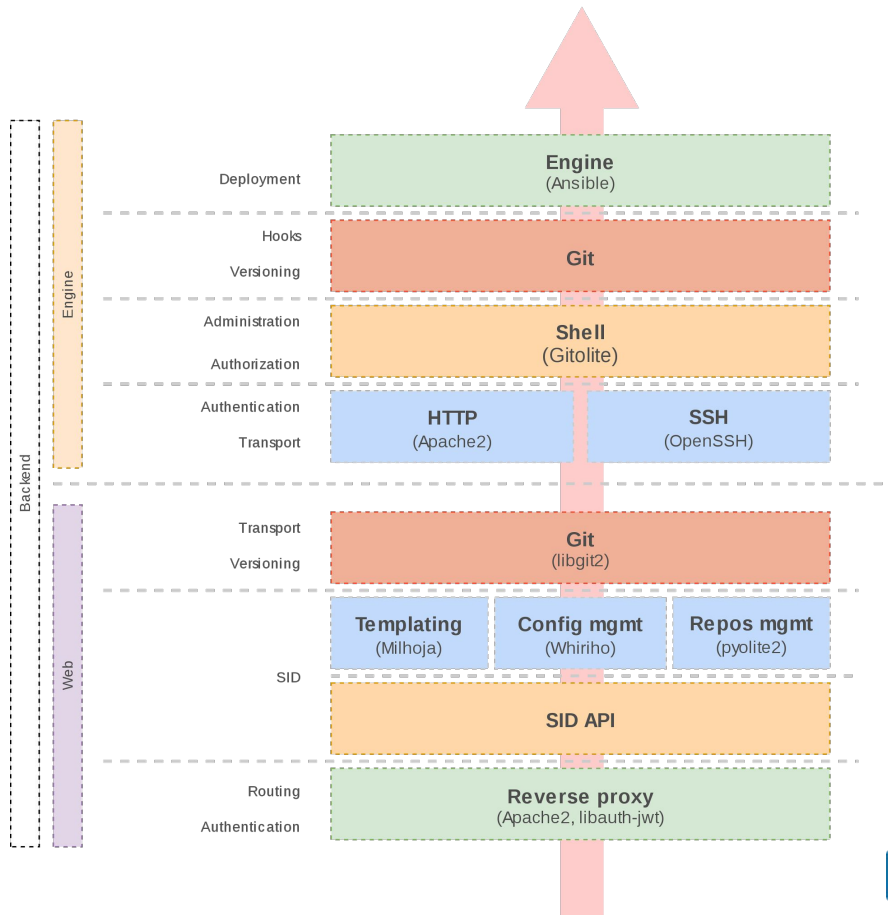 Engine
(Ansible)
Deployment
Hooks
Git
Versioning
Administration
Shell
(Gitolite)
Authorization
Authentication
HTTP
(Apache2)
SSH
(OpenSSH)
Transport
Engine
Backend
Transport
Git
(libgit2)
Versioning
Templating
(Milhoja)
Config mgmt
(Whiriho)
Repos mgmt
(pyolite2)
SID
SID API
Web
Routing
Reverse proxy
(Apache2, libauth-jwt)
Authentication